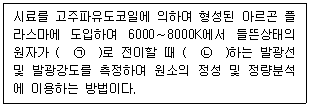 시료를 고주파유도코일에 의하여 형성된 아르곤 플
라스마에 도입하여 6000~8000K에서 들뜬상태의
원자가 ( ㉠ )로 전이할 때 ( ㉡ )하는 발광선
및 발광강도를 측정하여 원소의 정성 및 정량분석
에 이용하는 방법이다.